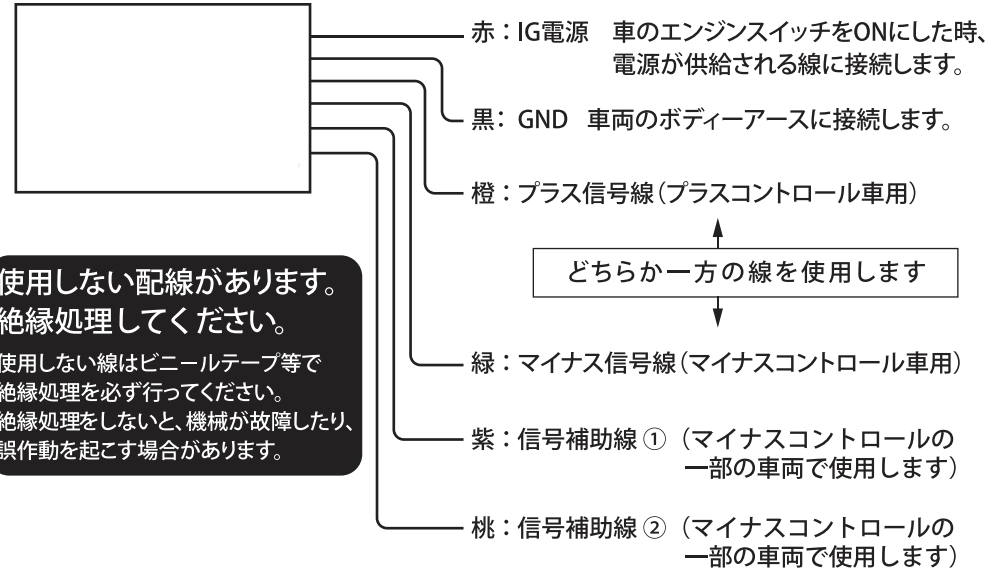 赤：IG電源　車のエンジンスイッチをONにした時、
電源が供給される線に接続します。
黒：GND　車両のボディーアースに接続します。
橙：プラス信号線（プラスコントロール車用）
どちらか一方の線を使用します
緑：マイナス信号線（マイナスコントロール車用）
紫：信号補助線①（マイナスコントロールの
一部の車両で使用します）
桃：信号補助線②（マイナスコントロールの
一部の車両で使用します）
使用しない配線があります。
絶縁処理してください。
使用しない線はビニールテープ等で
絶縁処理を必ず行ってください。
絶縁処理をしないと、機械が故障したり、
誤作動を起こす場合があります。